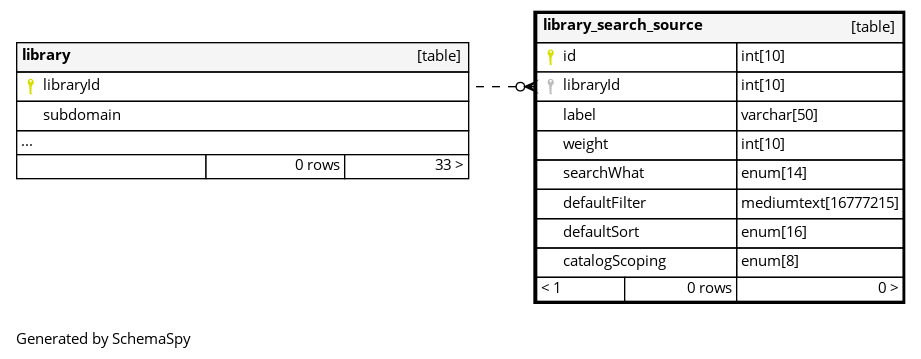 library [table]
libraryId
subdomain
...
0 rows 33 >
library_search_source [table]
id int[10]
libraryId int[10]
label varchar[50]
weight int[10]
searchWhat enum[14]
defaultFilter mediumtext[16777215]
defaultSort enum[16]
catalogScoping enum[8]
< 1 0 rows 0 >
Generated by SchemaSpy